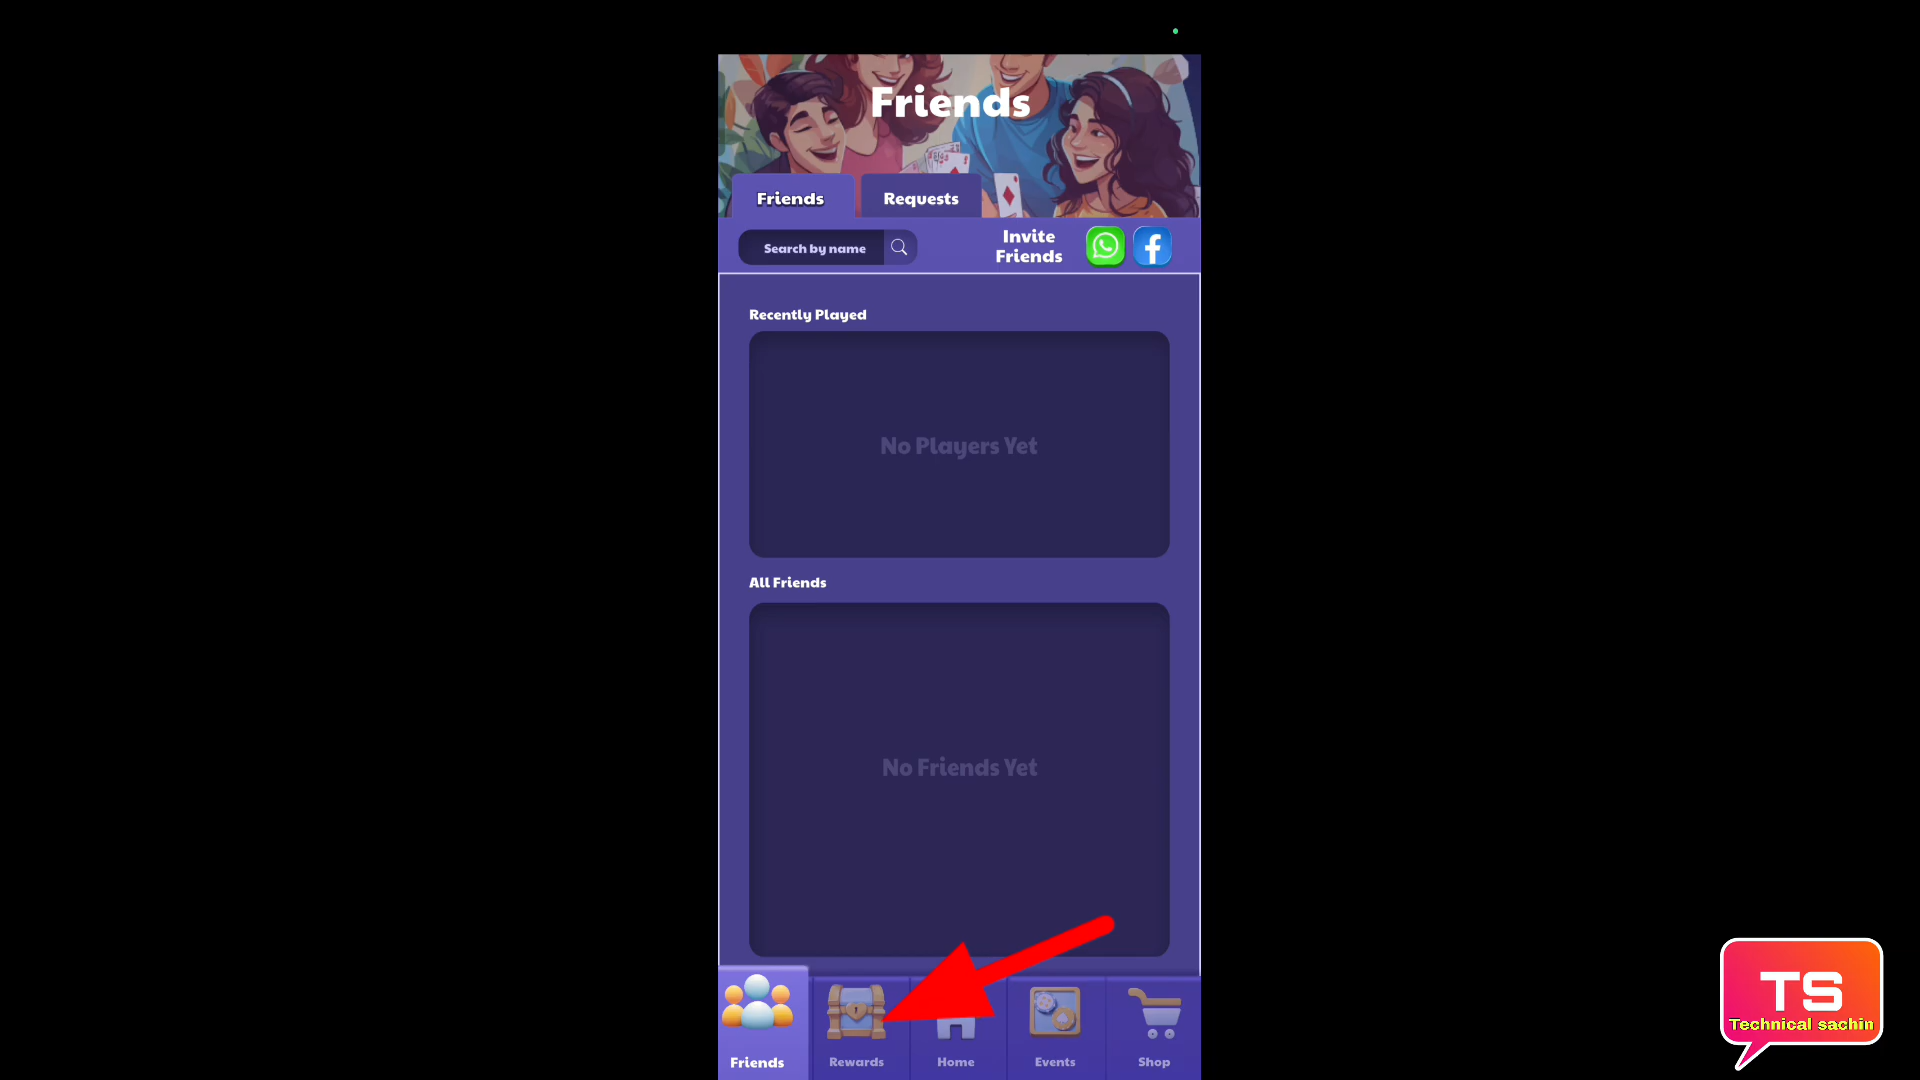 Friends
Friends
Requests
Search by name
Invite
Friends
Recently Played
No Players Yet
All Friends
No Friends Yet
Friends
Rewards
Home
Events
Shop
TS
Technical sachin